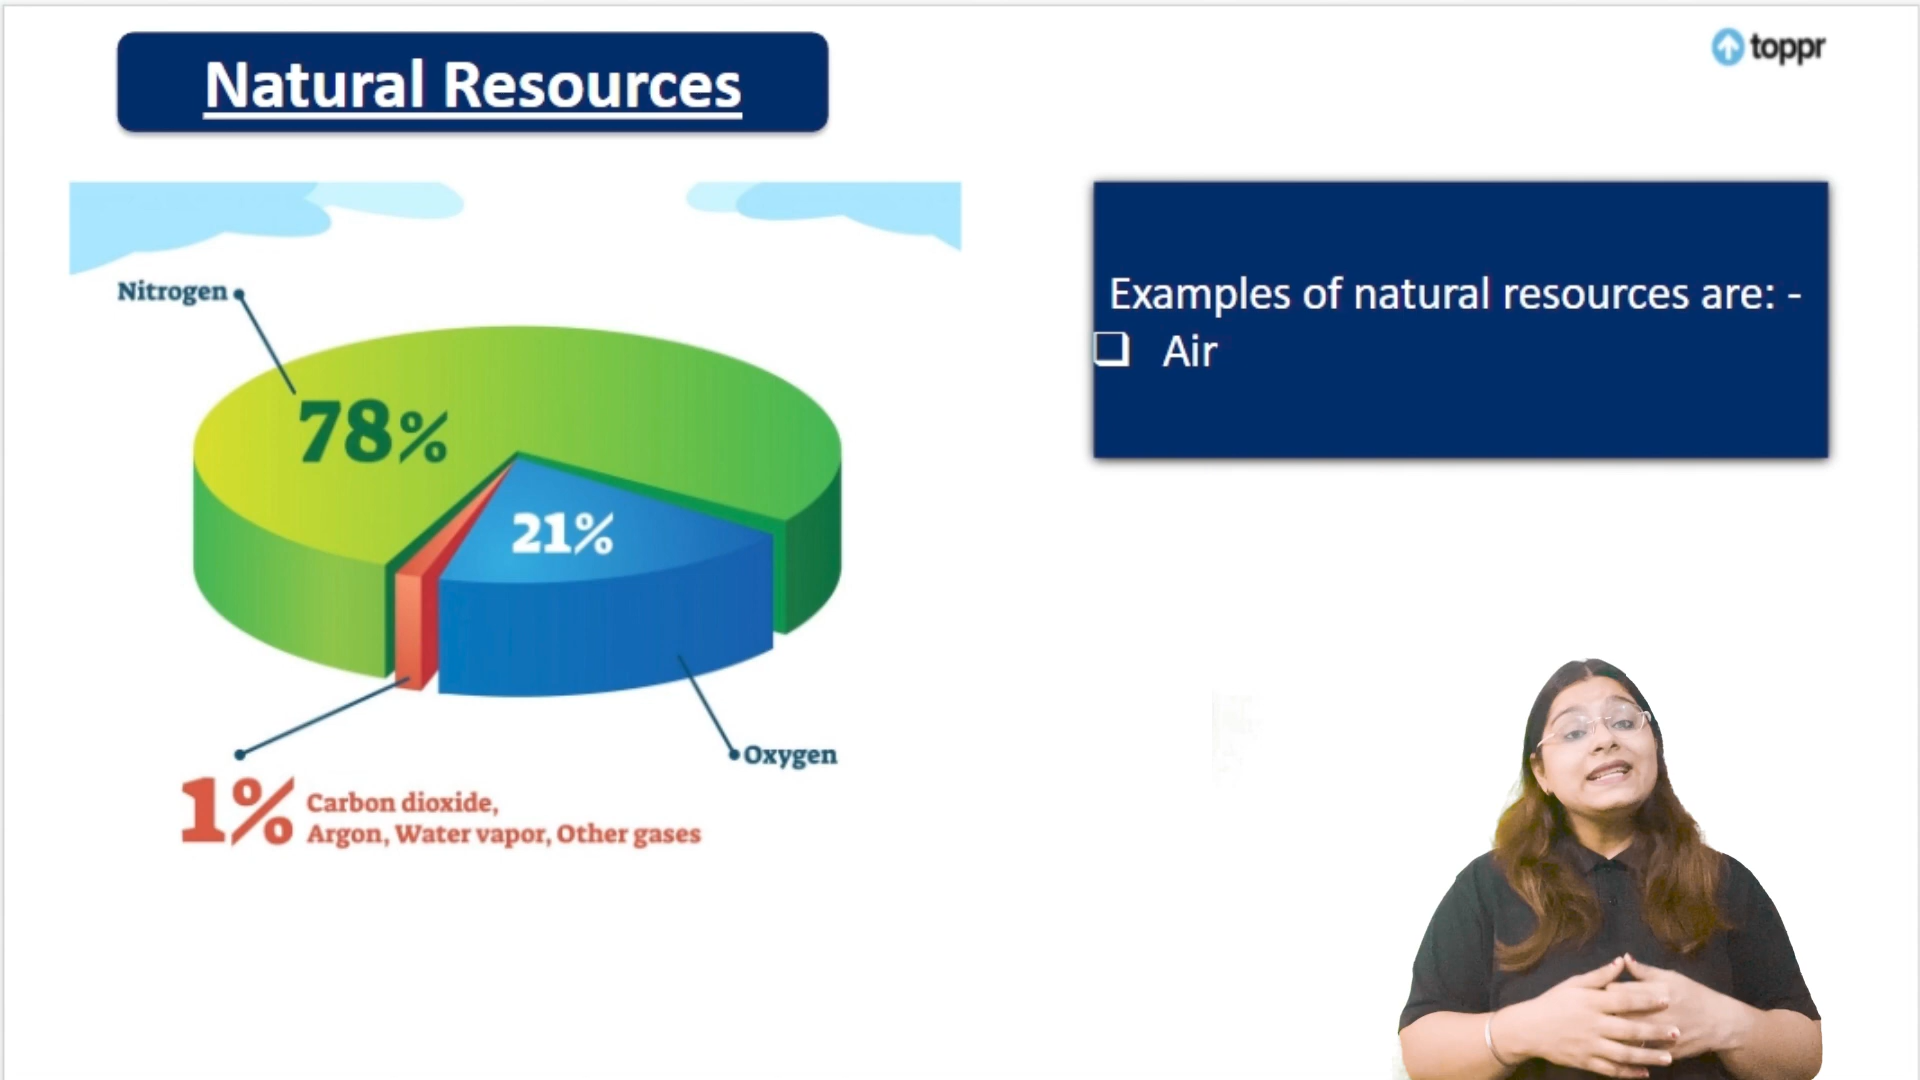 Natural Resources
toppr
Nitrogen
78%
21%
Oxygen
1% Carbon dioxide,
Argon, Water vapor, Other gases
Examples of natural resources are: -
❑ Air